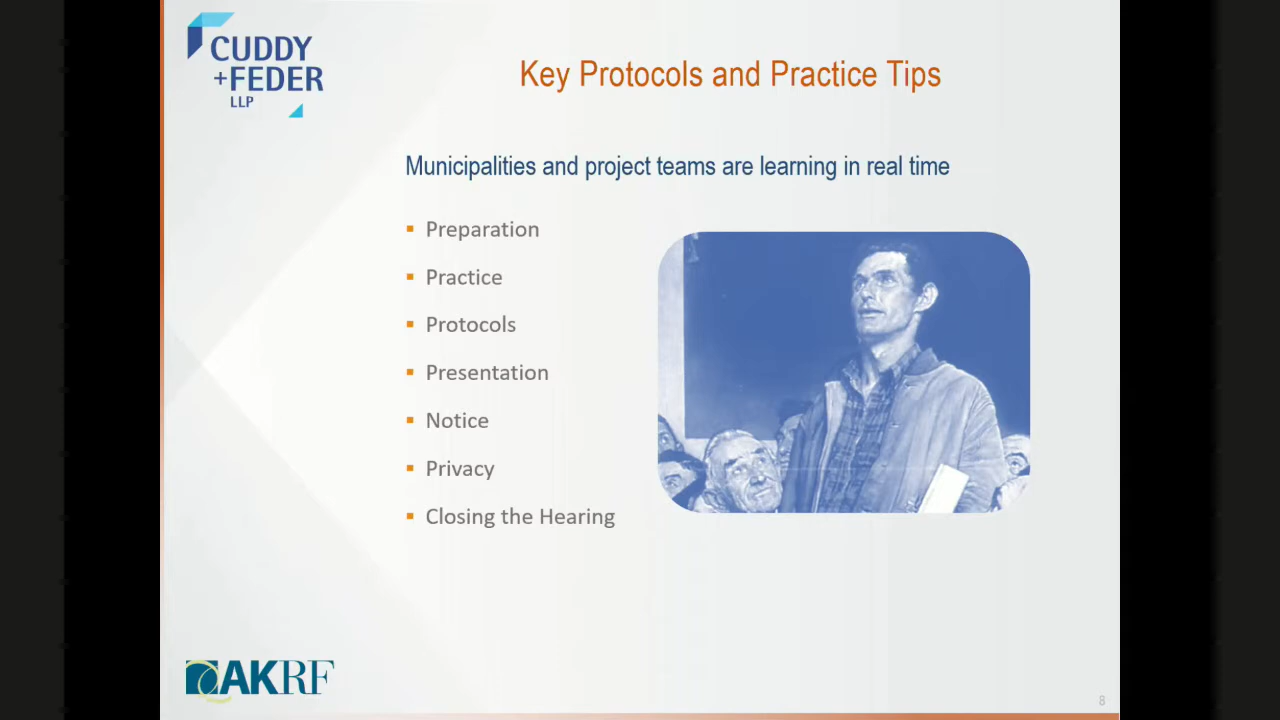 CUDDY
+FEDER
LLP
Key Protocols and Practice Tips
Municipalities and project teams are learning in real time
Preparation
Practice
Protocols
Presentation
Notice
Privacy
Closing the Hearing
AKRF
8